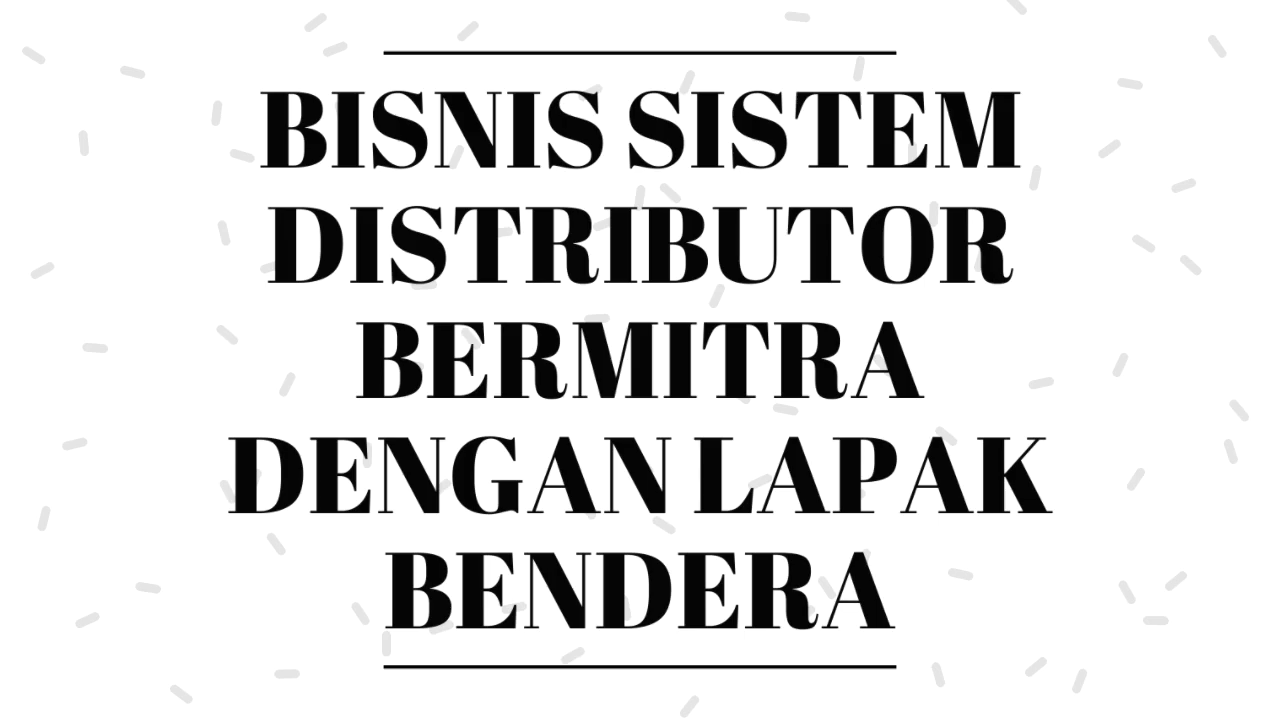 BISNIS SISTEM
DISTRIBUTOR
BERMITRA
DENGAN LAPAK
BENDERA